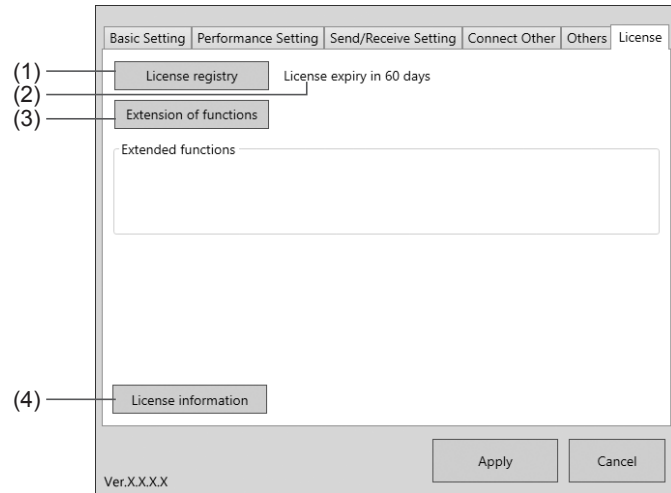 Basic Setting Performance Setting Send/Receive Setting Connect Other Others License
(1) License registry License expiry in 60 days
(2)
(3) Extension of functions
Extended functions
(4) License information
Apply Cancel
Ver.X.X.X.X